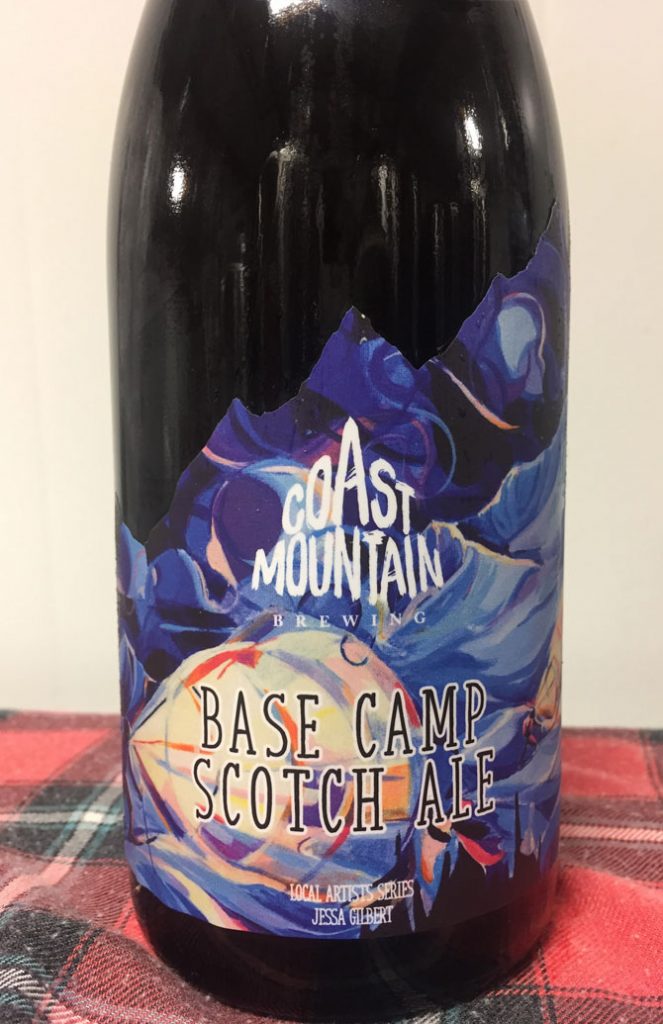 COAST
MOUNTAIN
BREWING
BASE CAMP
SCOTCH ALE
LOCAL ARTISTS SERIES
JESSA GILBERT